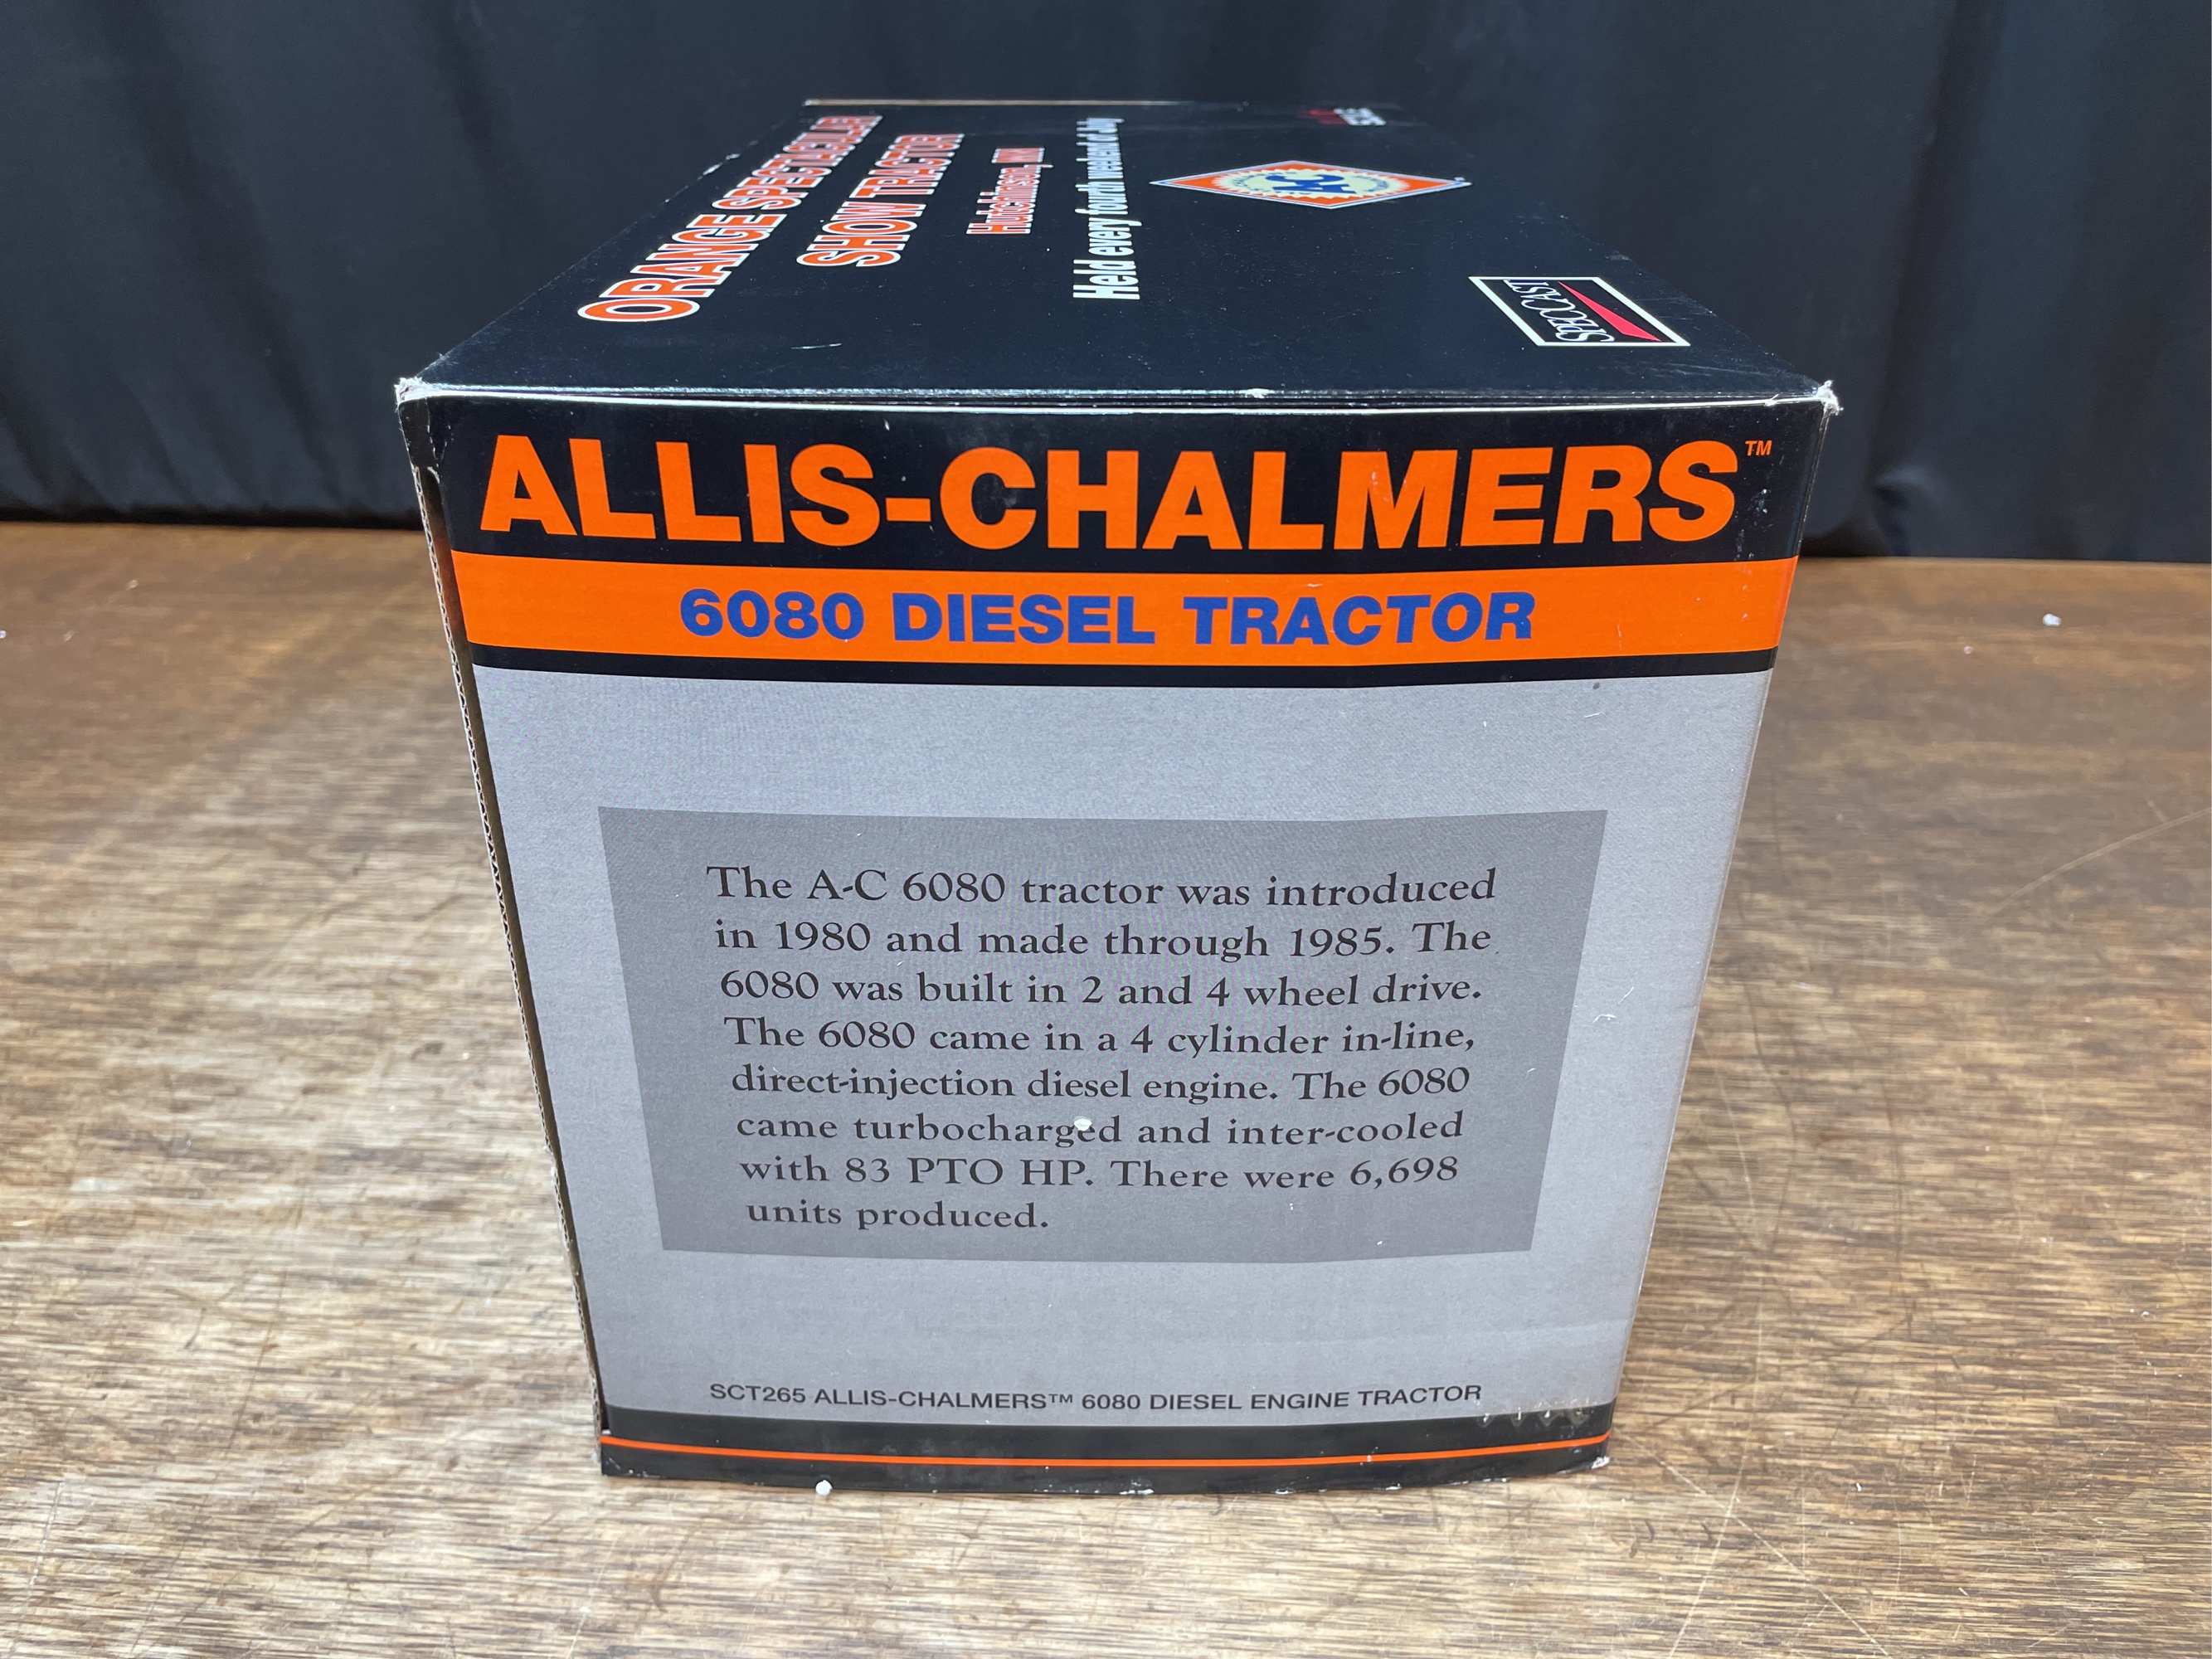 ORANGE SPECTACULAR
SHOW TRACTOR
Hutchinson, MN
Held every fourth weekend of July
AC
SPECCAST
ALLIS-CHALMERS™
6080 DIESEL TRACTOR
The A-C 6080 tractor was introduced
in 1980 and made through 1985. The
6080 was built in 2 and 4 wheel drive.
The 6080 came in a 4 cylinder in-line,
direct-injection diesel engine. The 6080
came turbocharged and inter-cooled
with 83 PTO HP. There were 6,698
units produced.
SCT265 ALLIS-CHALMERS™ 6080 DIESEL ENGINE TRACTOR